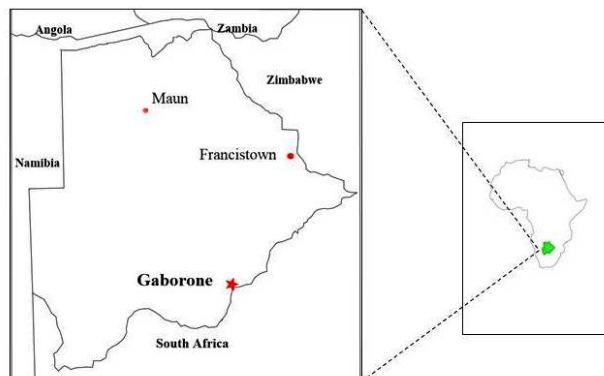 Angola
Zambia
Zimbabwe
Maun
Namibia
Francistown
Gaborone
South Africa